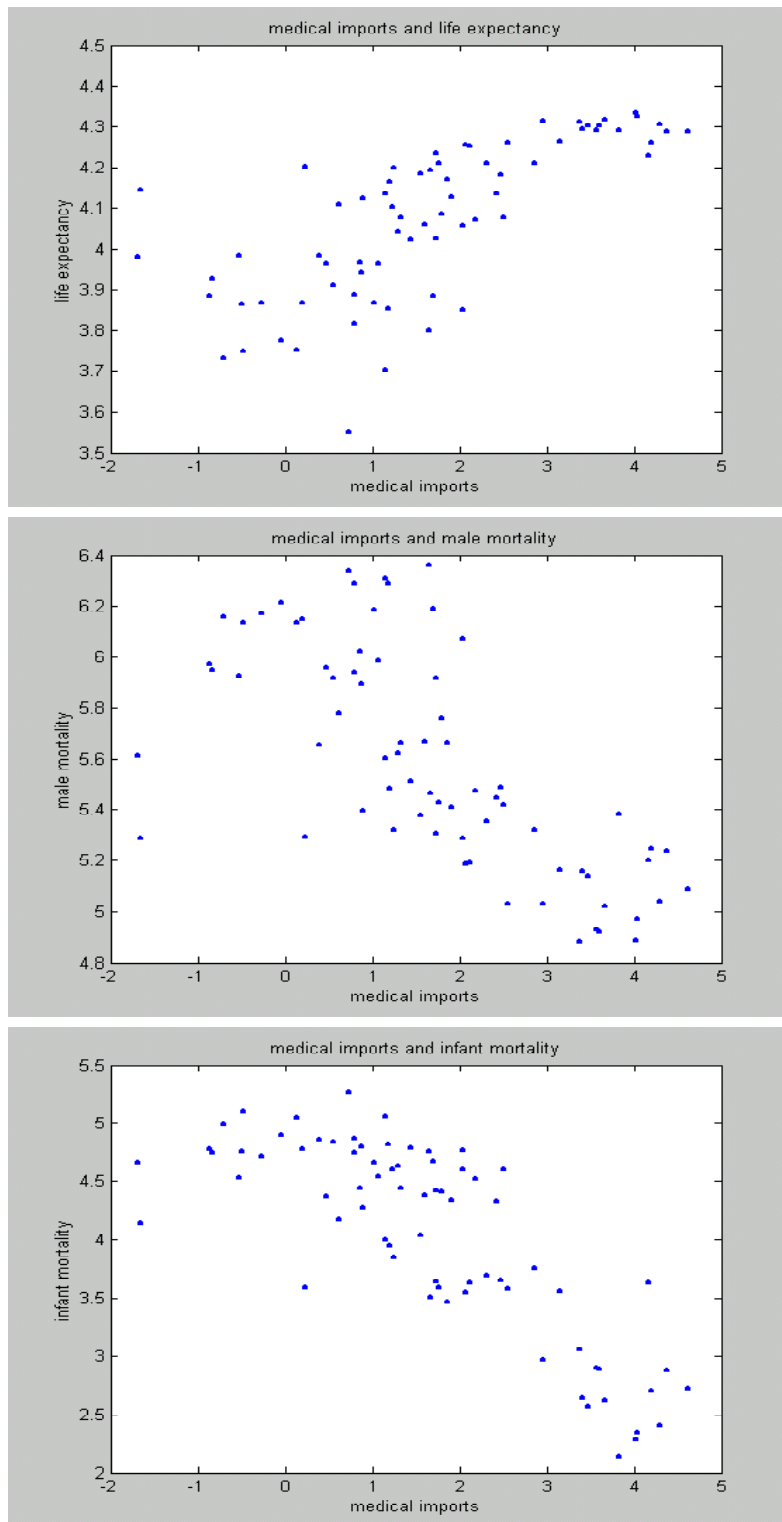 medical imports and life expectancy
4.5
4.4
4.3
4.2
4.1
4
3.9
3.8
3.7
3.6
3.5
life expectancy
-2 -1 0 1 2 3 4 5
medical imports
medical imports and male mortality
6.4
6.2
6
5.8
5.6
5.4
5.2
5
4.8
male mortality
-2 -1 0 1 2 3 4 5
medical imports
medical imports and infant mortality
5.5
5
4.5
4
3.5
3
2.5
2
infant mortality
-2 -1 0 1 2 3 4 5
medical imports